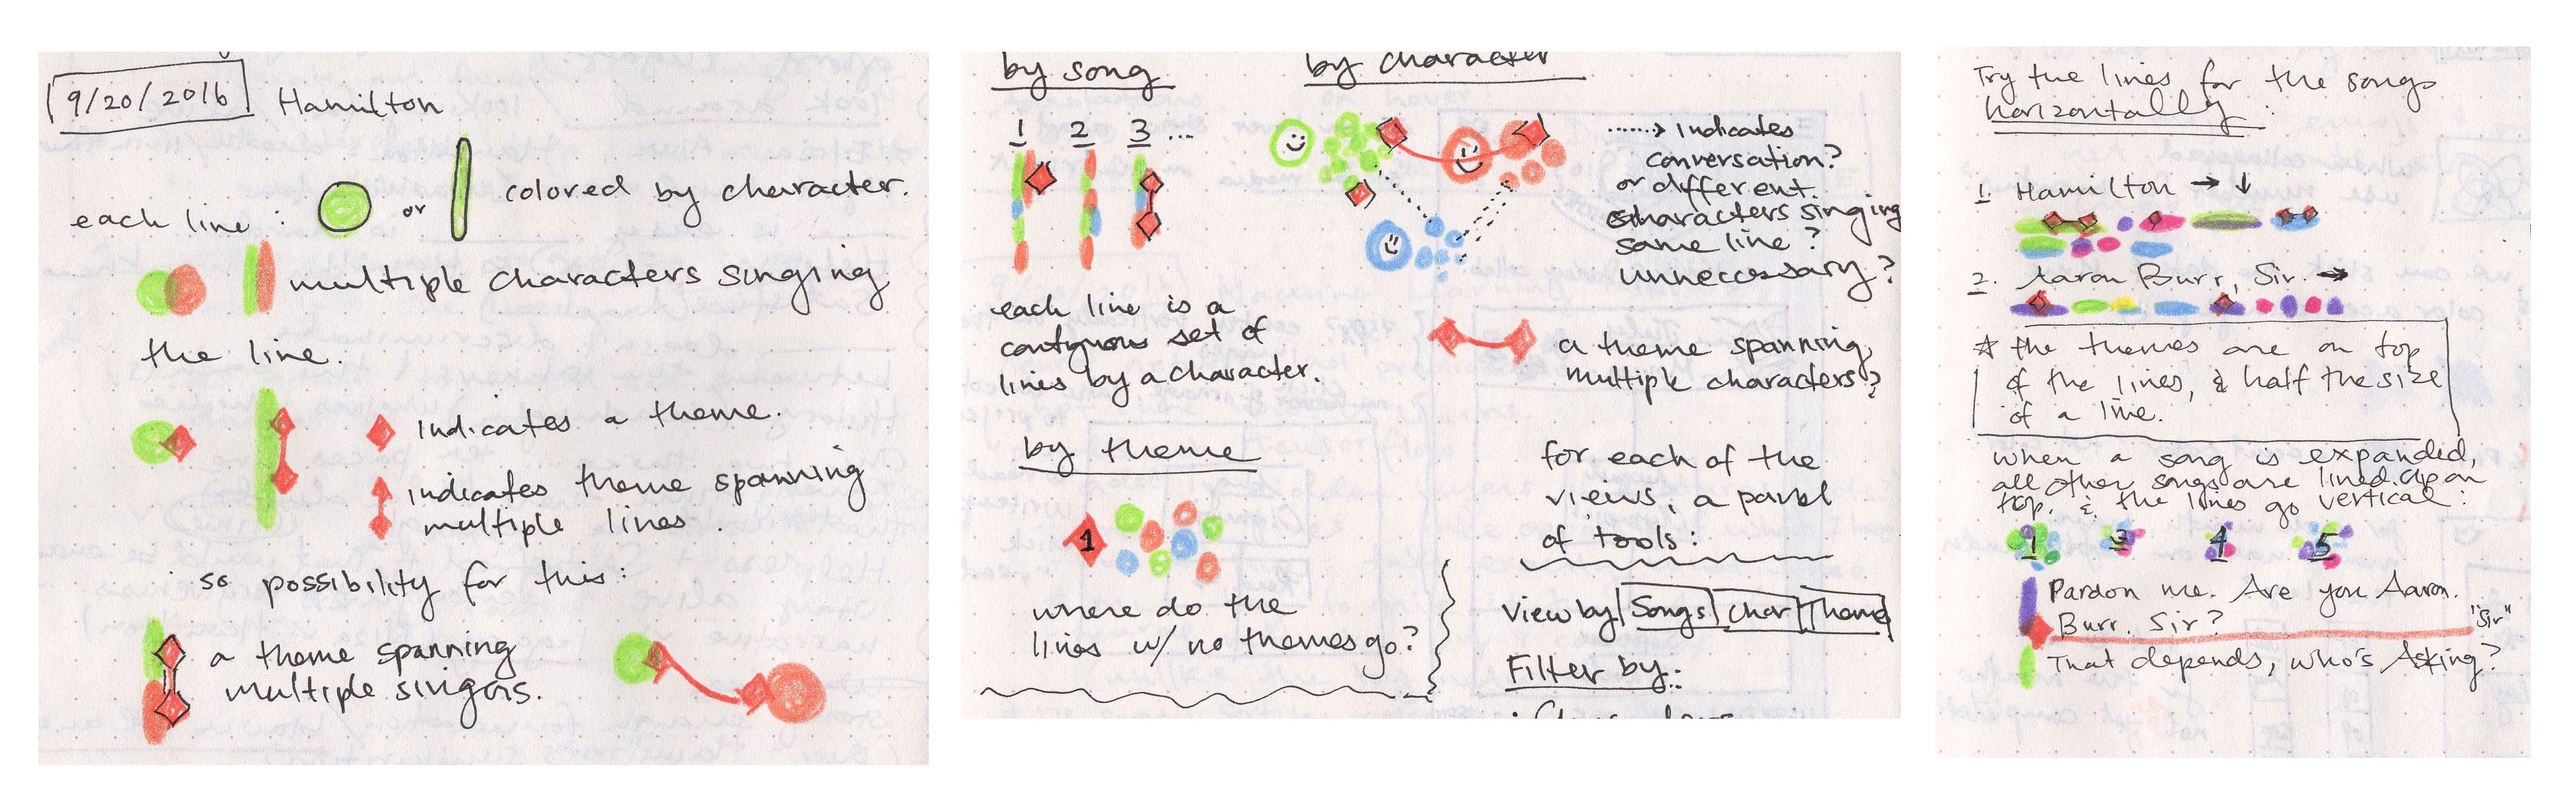 9/20/2016 Hamilton
each line: or colored by character.
multiple characters singing
the line.
indicates a theme.
indicates theme spanning
multiple lines.
so possibility for this:
a theme spanning
multiple singers.
by song
1 2 3 ...
each line is a
contiguous set of
lines by a character.
by theme
1
where do the
lines w/ no themes go?
by character
indicates
conversation?
or different
characters singing
same line?
unneccessary?
a theme spanning
multiple characters?
for each of the
views, a panel
of tools:
View by Songs Char Theme
Filter by:
Try the lines for the songs
horizontally:
1. Hamilton → ↓
2. Aaron Burr, Sir. →
* the themes are on top
of the lines, & half the size
of a line.
when a song is expanded,
all other songs are lined up on
top. & the lines go vertical:
1 3 4 5
Pardon me. Are you Aaron.
Burr. Sir? "Sir"
That depends, who's Asking?